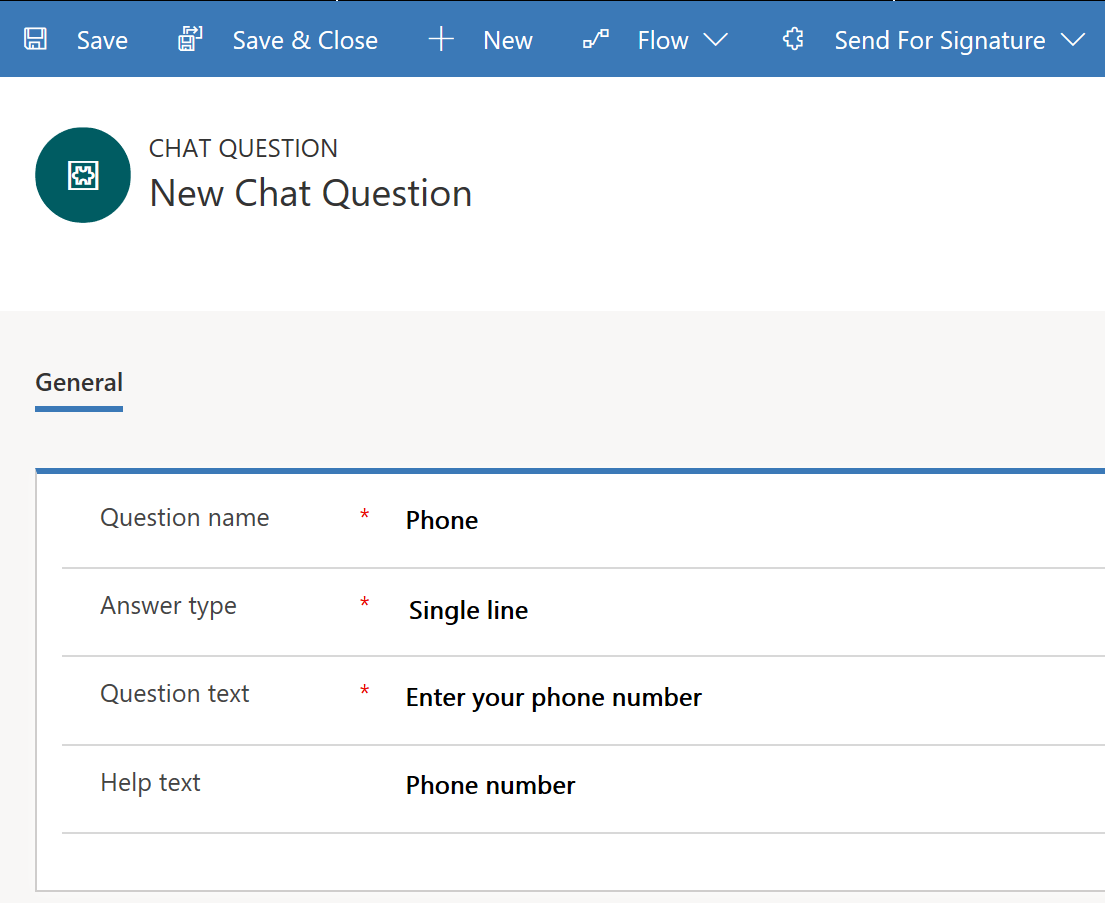 Save Save & Close New Flow Send For Signature
CHAT QUESTION
New Chat Question
General
Question name * Phone
Answer type * Single line
Question text * Enter your phone number
Help text Phone number